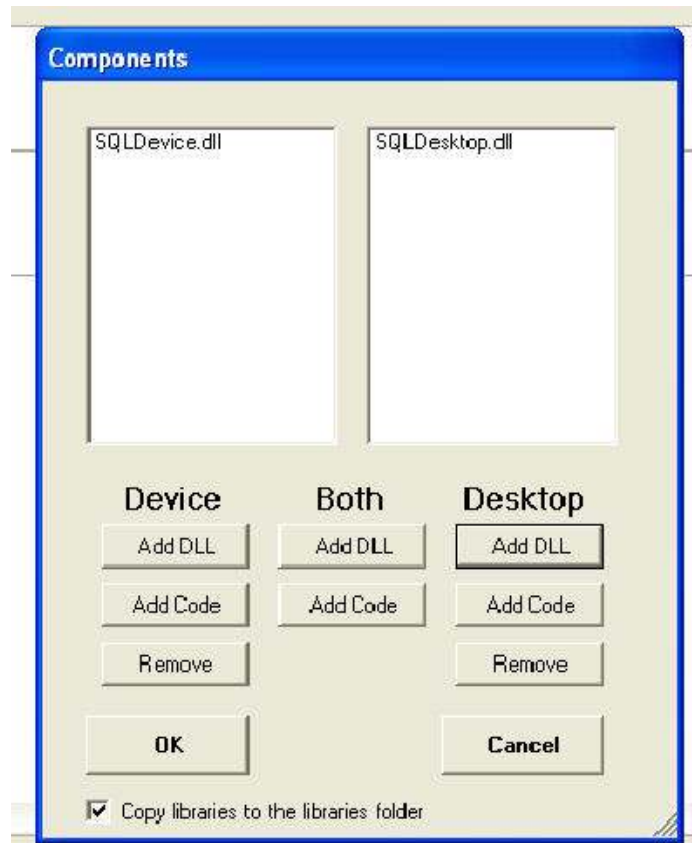 Components
SQLDevice.dll
SQLDesktop.dll
Device Both Desktop
Add DLL Add DLL Add DLL
Add Code Add Code Add Code
Remove Remove
OK Cancel
Copy libraries to the libraries folder